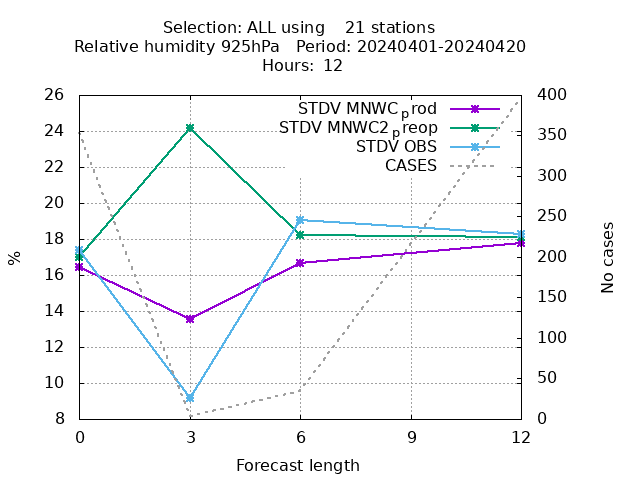 Selection: ALL using    21 stations
Relative humidity 925hPa   Period: 20240401-20240420
Hours:  12
STDV MNWC_prod
STDV MNWC2_preop
STDV OBS
CASES
26
24
22
20
18
16
14
12
10
8
%
400
350
300
250
200
150
100
50
0
No cases
0 3 6 9 12
Forecast length